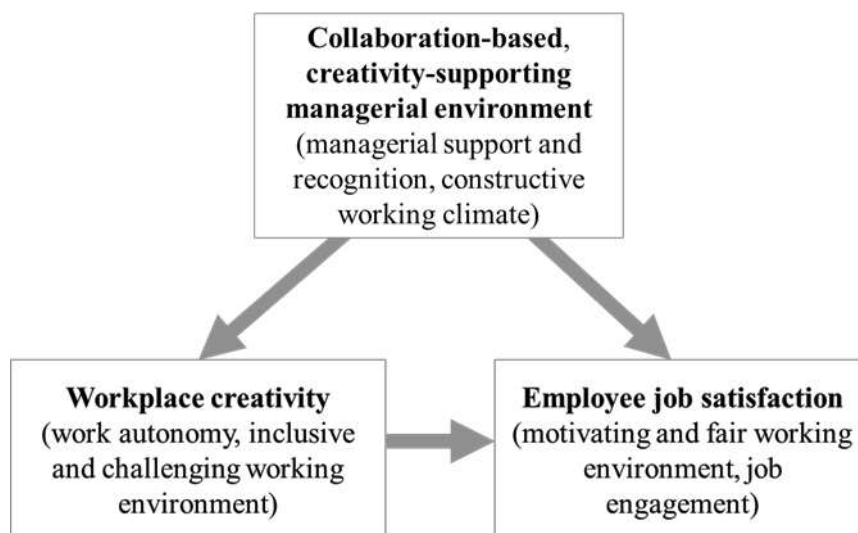 Collaboration-based,
creativity-supporting
managerial environment
(managerial support and
recognition, constructive
working climate)
Workplace creativity
(work autonomy, inclusive
and challenging working
environment)
Employee job satisfaction
(motivating and fair working
environment, job
engagement)